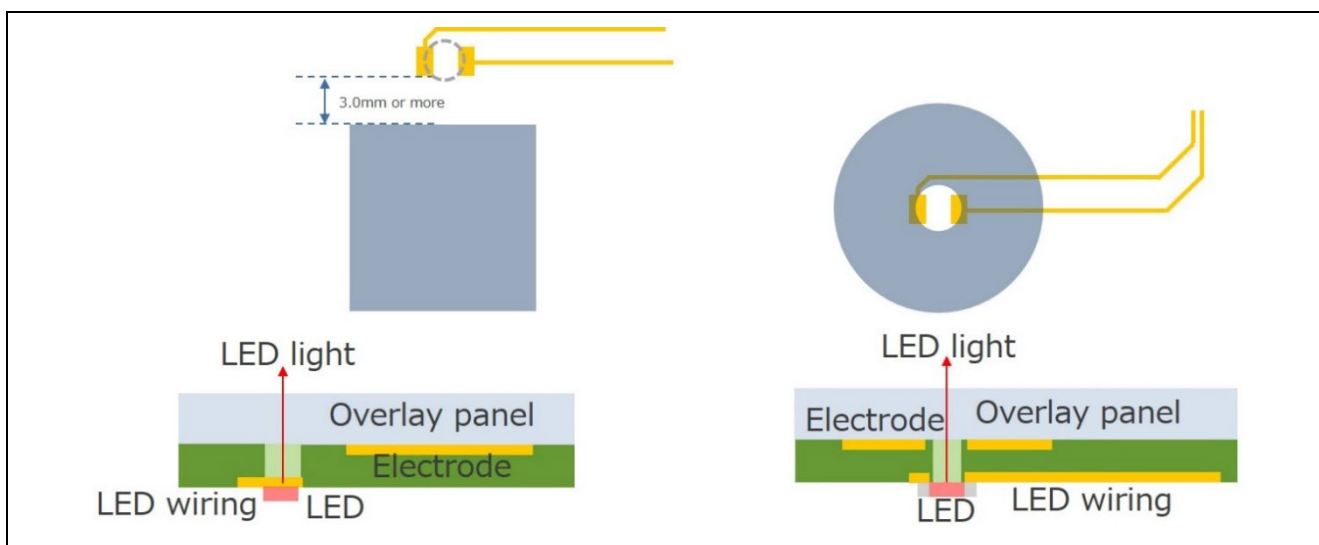 3.0mm or more
LED light
Overlay panel
Electrode
LED wiring
LED
LED light
Electrode
Overlay panel
LED
LED wiring